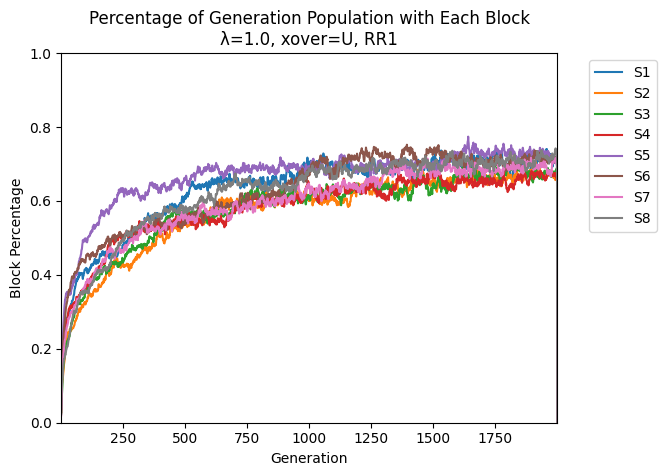 Percentage of Generation Population with Each Block
λ=1.0, xover=U, RR1
1.0
0.8
0.6
0.4
0.2
0.0
Block Percentage
250
500
750
1000
1250
1500
1750
Generation
S1
S2
S3
S4
S5
S6
S7
S8